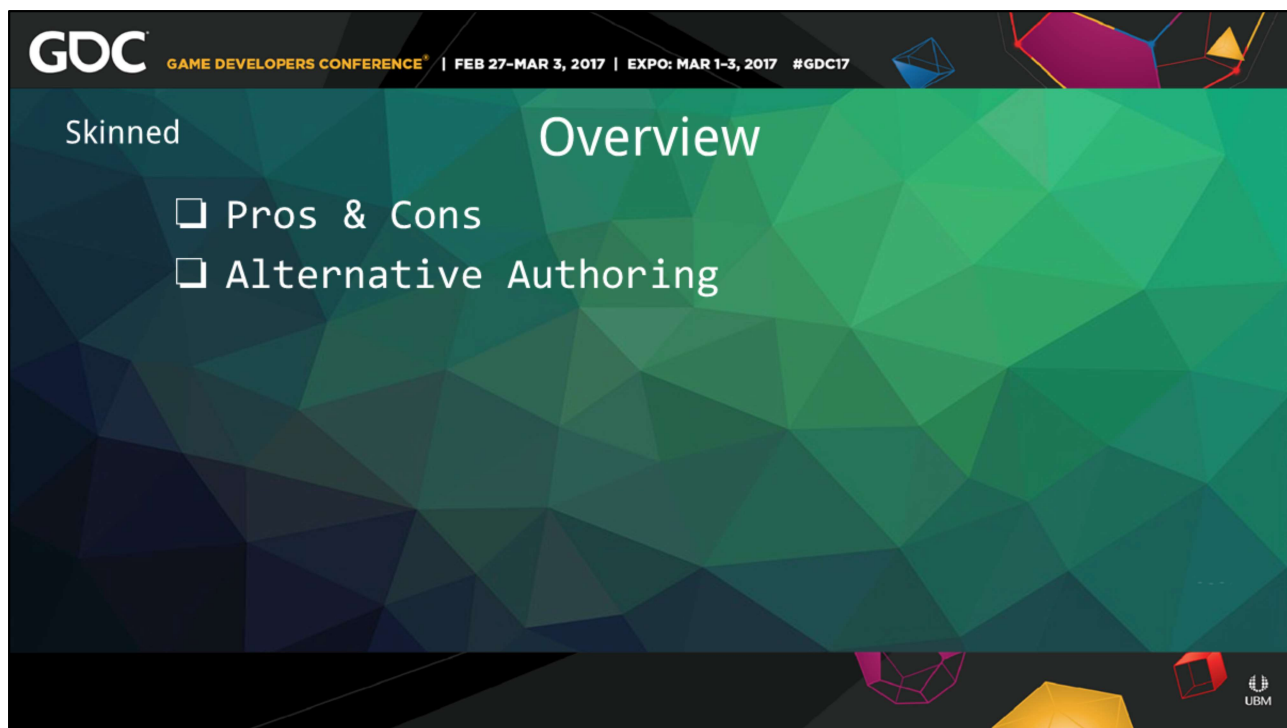 GDC GAME DEVELOPERS CONFERENCE® | FEB 27–MAR 3, 2017 | EXPO: MAR 1–3, 2017 #GDC17
Skinned
Overview
❑ Pros & Cons
❑ Alternative Authoring
UBM